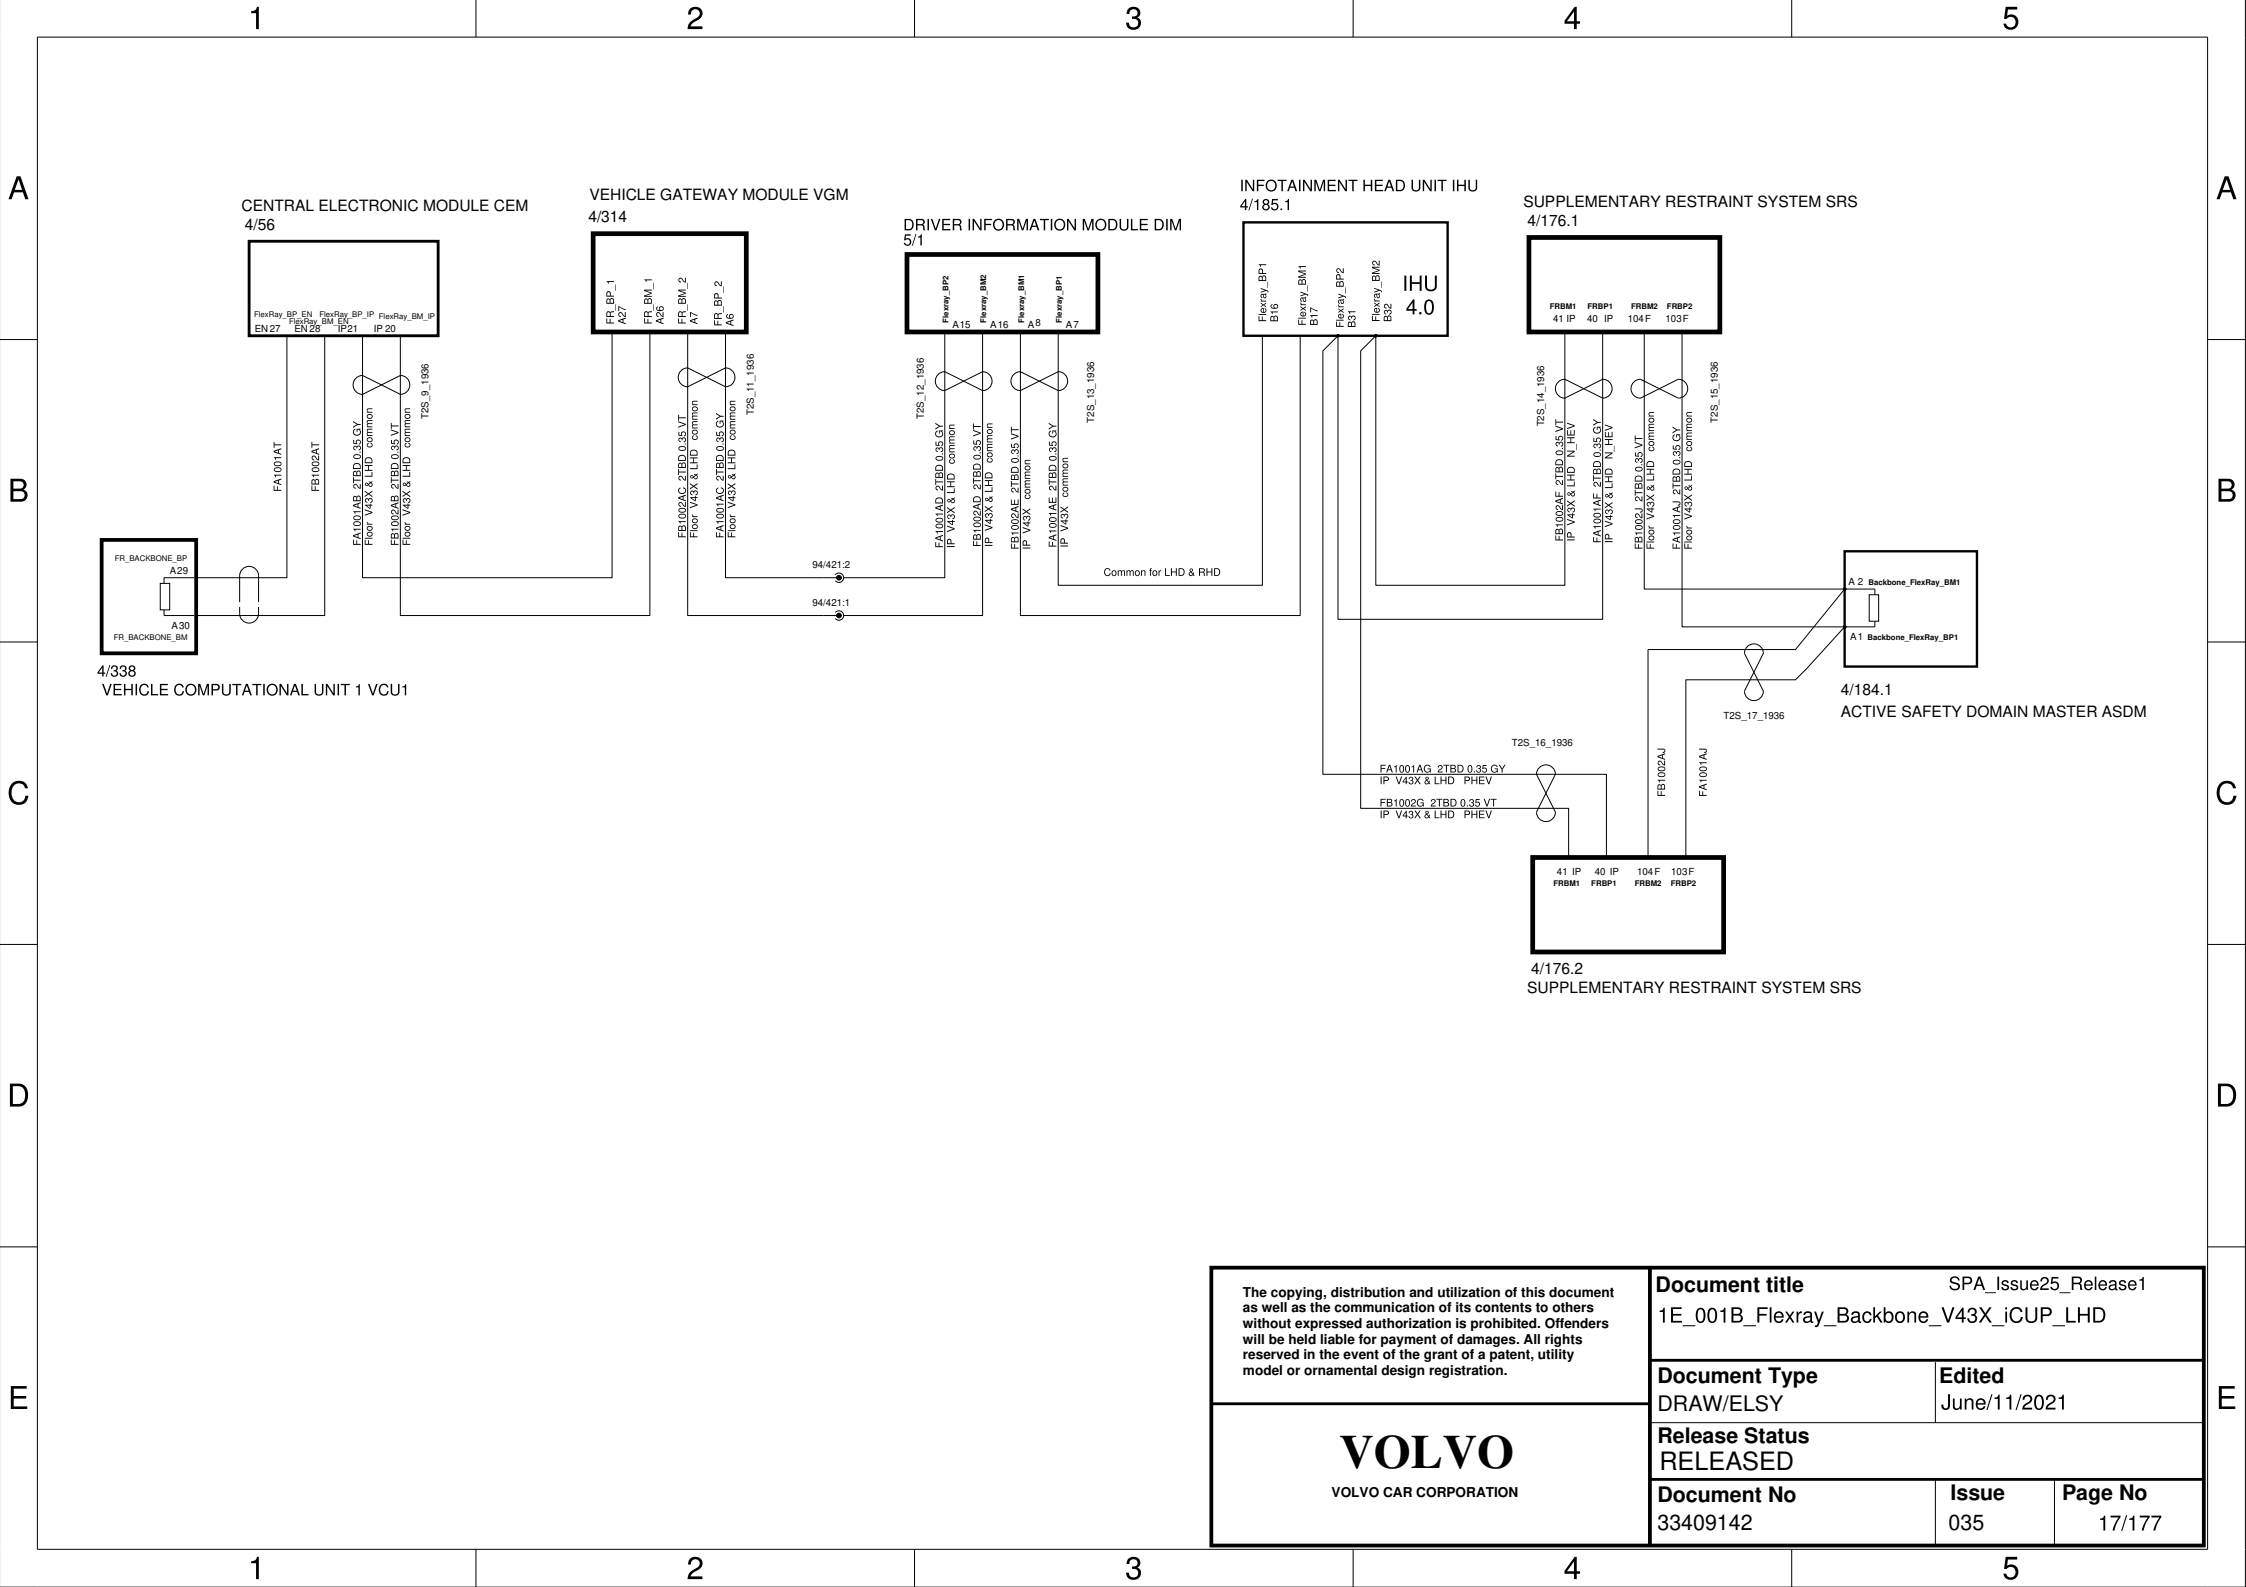 1 2 3 4 5
A A
B B
C C
D D
E E
CENTRAL ELECTRONIC MODULE CEM
4/56
FlexRay_BP_EN FlexRay_BP_IP FlexRay_BM_IP
FlexRay_BM_EN
EN 27 EN 28 IP21 IP 20
VEHICLE GATEWAY MODULE VGM
4/314
FR_BP_1
A27
FR_BM_1
A26
FR_BM_2
A7
FR_BP_2
A6
DRIVER INFORMATION MODULE DIM
5/1
Flexray_BP2
A15
Flexray_BM2
A16
Flexray_BM1
A8
Flexray_BP1
A7
INFOTAINMENT HEAD UNIT IHU
4/185.1
Flexray_BP1
B16
Flexray_BM1
B17
Flexray_BP2
B31
Flexray_BM2
B32
IHU
4.0
SUPPLEMENTARY RESTRAINT SYSTEM SRS
4/176.1
FRBM1 FRBP1 FRBM2 FRBP2
41 IP 40 IP 104F 103F
FA1001AT
FB1002AT
FA1001AB 2TBD 0.35 GY
Floor V43X & LHD common
FB1002AB 2TBD 0.35 VT
Floor V43X & LHD common
T2S_9_1936
FB1002AC 2TBD 0.35 VT
Floor V43X & LHD common
FA1001AC 2TBD 0.35 GY
Floor V43X & LHD common
T2S_11_1936
T2S_12_1936
FA1001AD 2TBD 0.35 GY
IP V43X & LHD common
FB1002AD 2TBD 0.35 VT
IP V43X & LHD common
FB1002AE 2TBD 0.35 VT
IP V43X common
FA1001AE 2TBD 0.35 GY
IP V43X common
T2S_13_1936
T2S_14_1936
FB1002AF 2TBD 0.35 VT
IP V43X & LHD N_HEV
FA1001AF 2TBD 0.35 GY
IP V43X & LHD N_HEV
FB1002J 2TBD 0.35 VT
Floor V43X & LHD common
FA1001AJ 2TBD 0.35 GY
Floor V43X & LHD common
T2S_15_1936
94/421:2
94/421:1
Common for LHD & RHD
FR_BACKBONE_BP
A29
A30
FR_BACKBONE_BM
4/338
VEHICLE COMPUTATIONAL UNIT 1 VCU1
A 2 Backbone_FlexRay_BM1
A 1 Backbone_FlexRay_BP1
4/184.1
ACTIVE SAFETY DOMAIN MASTER ASDM
T2S_17_1936
T2S_16_1936
FA1001AG 2TBD 0.35 GY
IP V43X & LHD PHEV
FB1002G 2TBD 0.35 VT
IP V43X & LHD PHEV
FB1002AJ
FA1001AJ
41 IP 40 IP 104F 103F
FRBM1 FRBP1 FRBM2 FRBP2
4/176.2
SUPPLEMENTARY RESTRAINT SYSTEM SRS
The copying, distribution and utilization of this document
as well as the communication of its contents to others
without expressed authorization is prohibited. Offenders
will be held liable for payment of damages. All rights
reserved in the event of the grant of a patent, utility
model or ornamental design registration.
VOLVO
VOLVO CAR CORPORATION
Document title SPA_Issue25_Release1
1E_001B_Flexray_Backbone_V43X_iCUP_LHD
Document Type Edited
DRAW/ELSY June/11/2021
Release Status
RELEASED
Document No Issue Page No
33409142 035 17/177
1 2 3 4 5